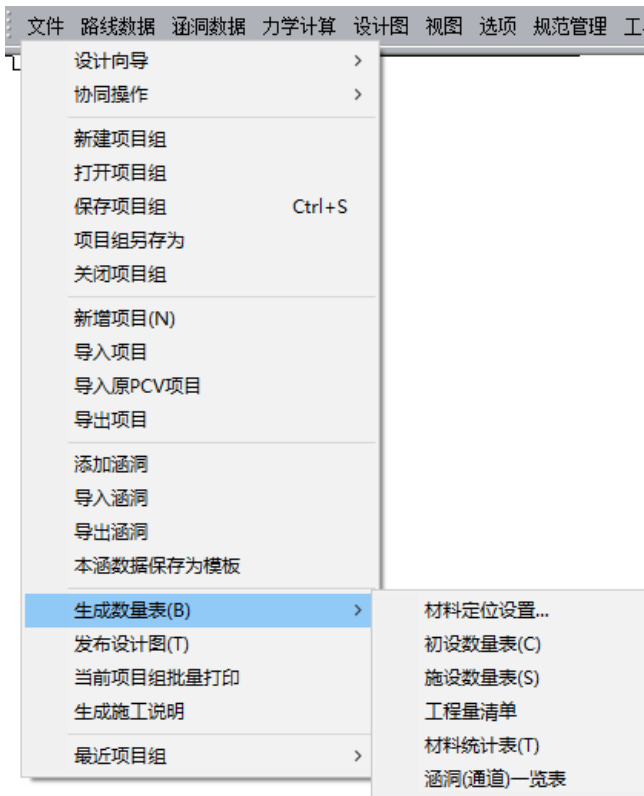 文件 路线数据 涵洞数据 力学计算 设计图 视图 选项 规范管理
设计向导
协同操作
新建项目组
打开项目组
保存项目组 Ctrl+S
项目组另存为
关闭项目组
新增项目(N)
导入项目
导入原PCV项目
导出项目
添加涵洞
导入涵洞
导出涵洞
本涵数据保存为模板
生成数量表(B)
材料定位设置...
初设数量表(C)
发布设计图(T)
施设数量表(S)
当前项目组批量打印
工程量清单
生成施工说明
材料统计表(T)
最近项目组
涵洞(通道)一览表